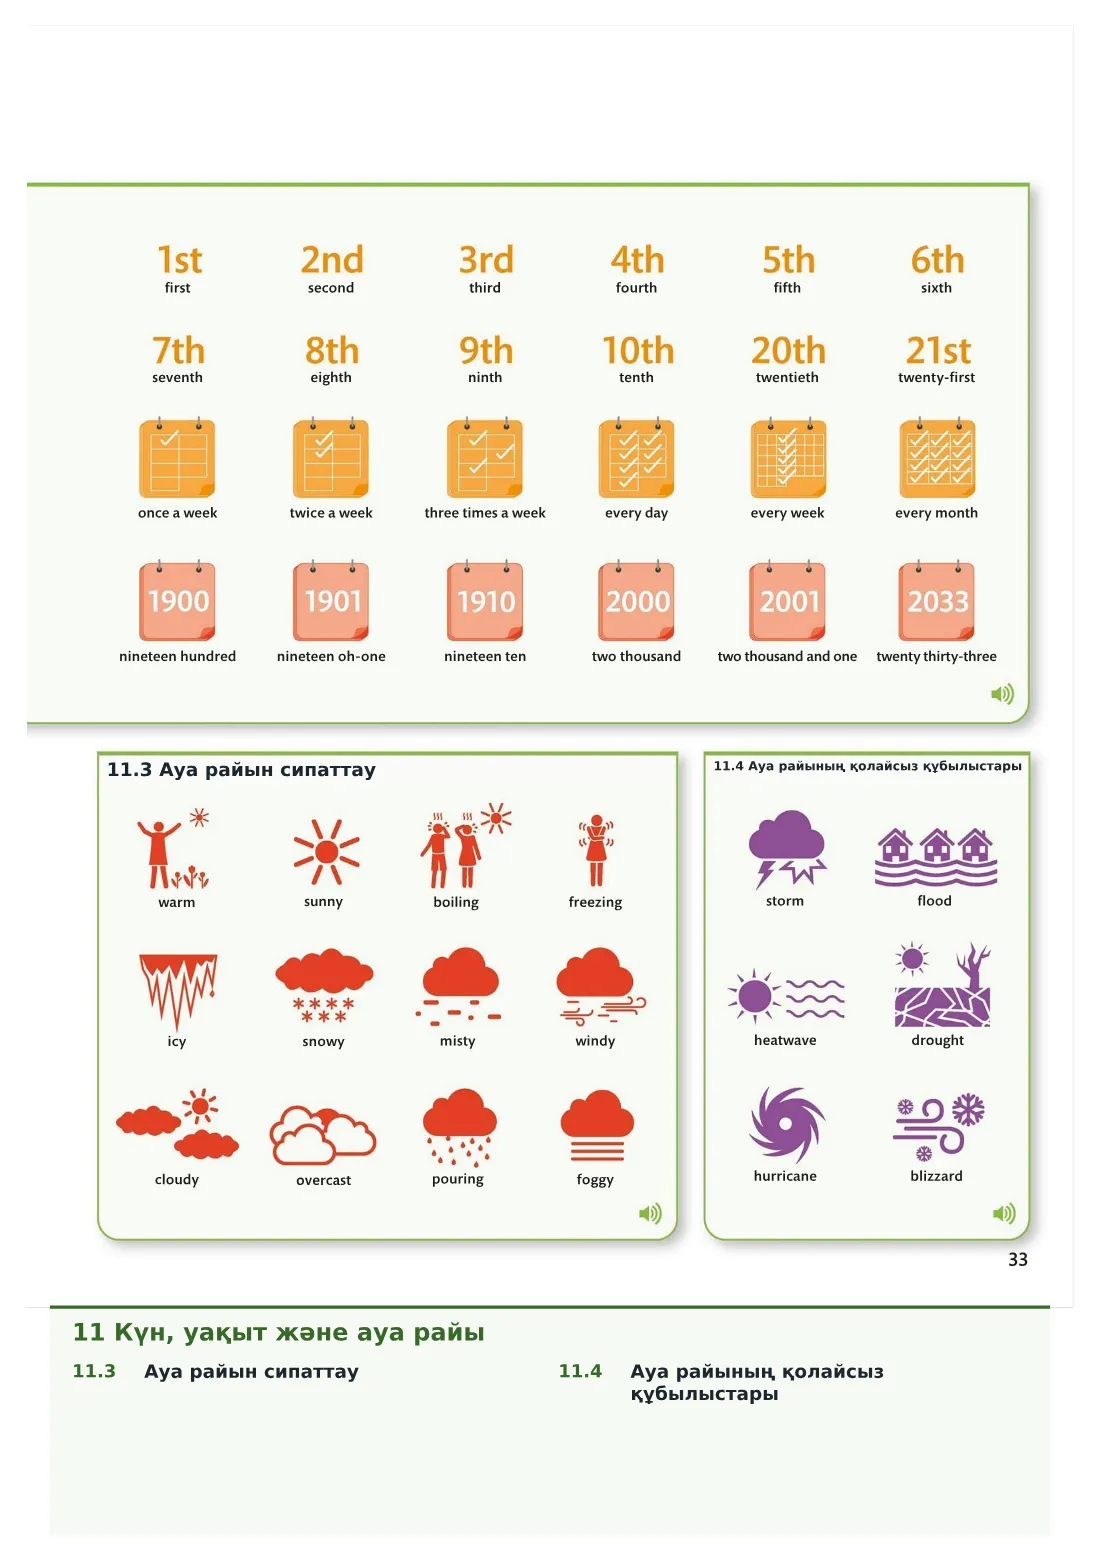 1st 2nd 3rd 4th 5th 6th
first second third fourth fifth sixth
7th 8th 9th 10th 20th 21st
seventh eighth ninth tenth twentieth twenty-first
once a week twice a week three times a week every day every week every month
1900 1901 1910 2000 2001 2033
nineteen hundred nineteen oh-one nineteen ten two thousand two thousand and one twenty thirty-three
11.3 Ауа райын сипаттау
warm sunny boiling freezing
icy snowy misty windy
cloudy overcast pouring foggy
11.4 Ауа райының қолайсыз құбылыстары
storm flood
heatwave drought
hurricane blizzard
33
11 Күн, уақыт және ауа райы
11.3 Ауа райын сипаттау
11.4 Ауа райының қолайсыз
құбылыстары